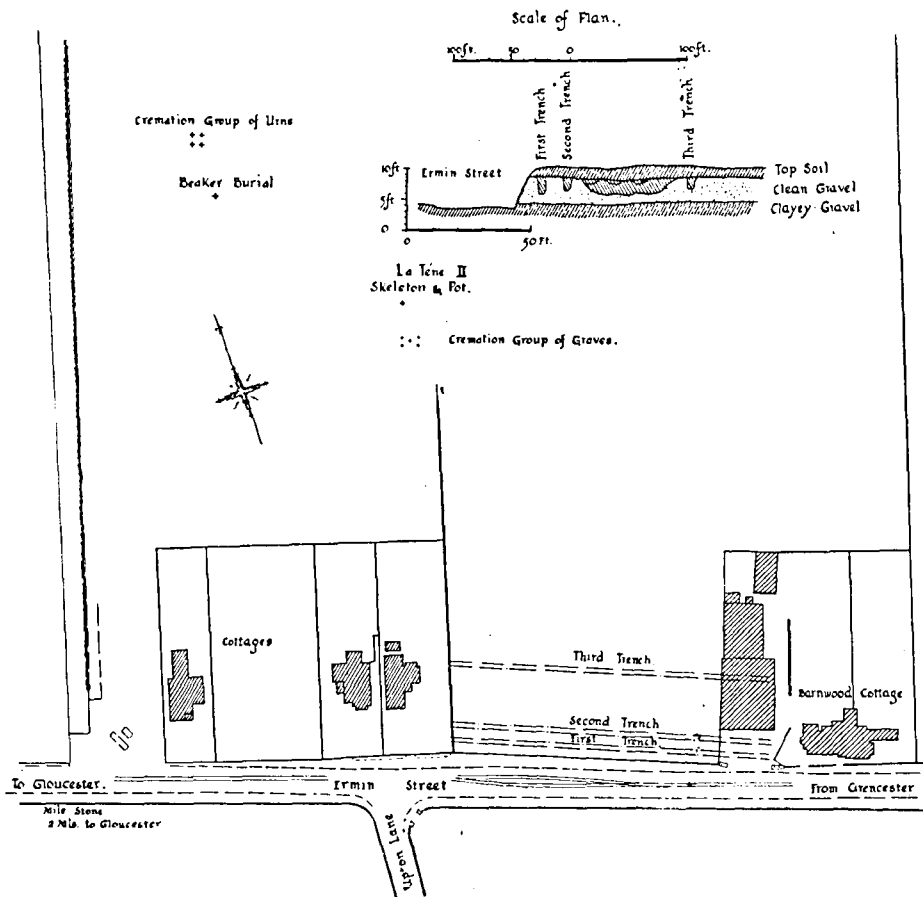 Scale of Plan.
100ft. 50 0 100ft.
First Trench
Second Trench
Third Trench
Cremation Group of Urns
Beaker Burial
10ft
5ft
0
Ermin Street
Top Soil
Clean Gravel
Clayey Gravel
0 50 Ft.
La Tène II
Skeleton & Pot.
Cremation Group of Graves.
Cottages
Third Trench
Barnwood Cottage
Second Trench
First Trench
To Gloucester.
Ermin Street
From Cirencester
Mile Stone
2 Mls. to Gloucester
Upton Lane